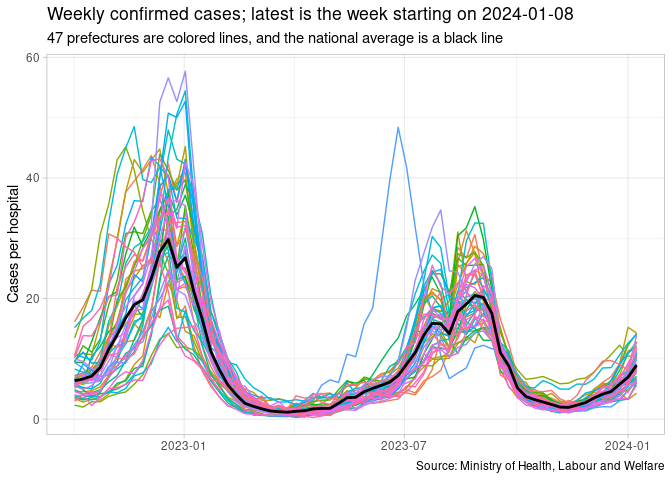 Weekly confirmed cases; latest is the week starting on 2024-01-08
47 prefectures are colored lines, and the national average is a black line
60
40
20
0
Cases per hospital
2023-01
2023-07
2024-01
Source: Ministry of Health, Labour and Welfare